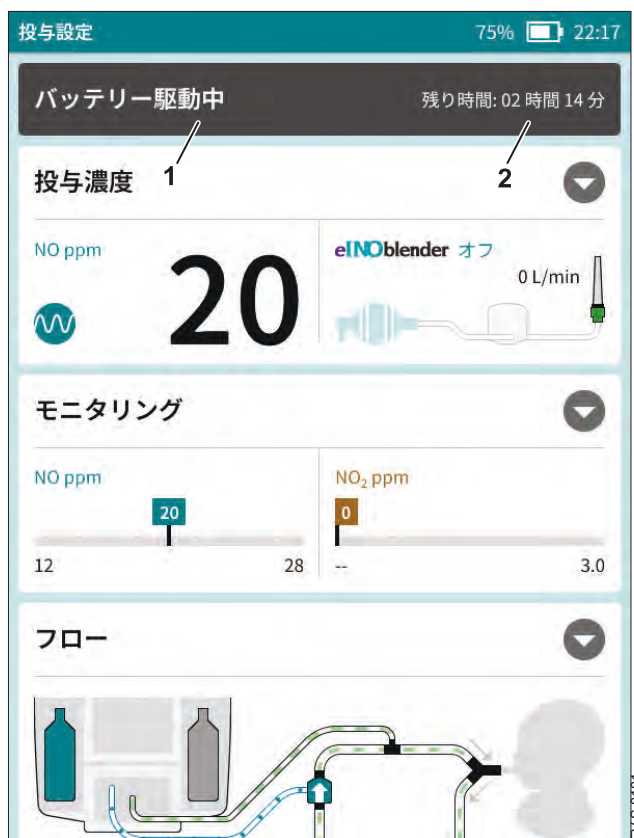 投与設定 75% 22:17
バッテリー駆動中 残り時間: 02 時間 14 分
1 2
投与濃度
NO ppm
20
eNOblender オフ
0 L/min
モニタリング
NO ppm
20
12 28
NO₂ ppm
0
-- 3.0
フロー